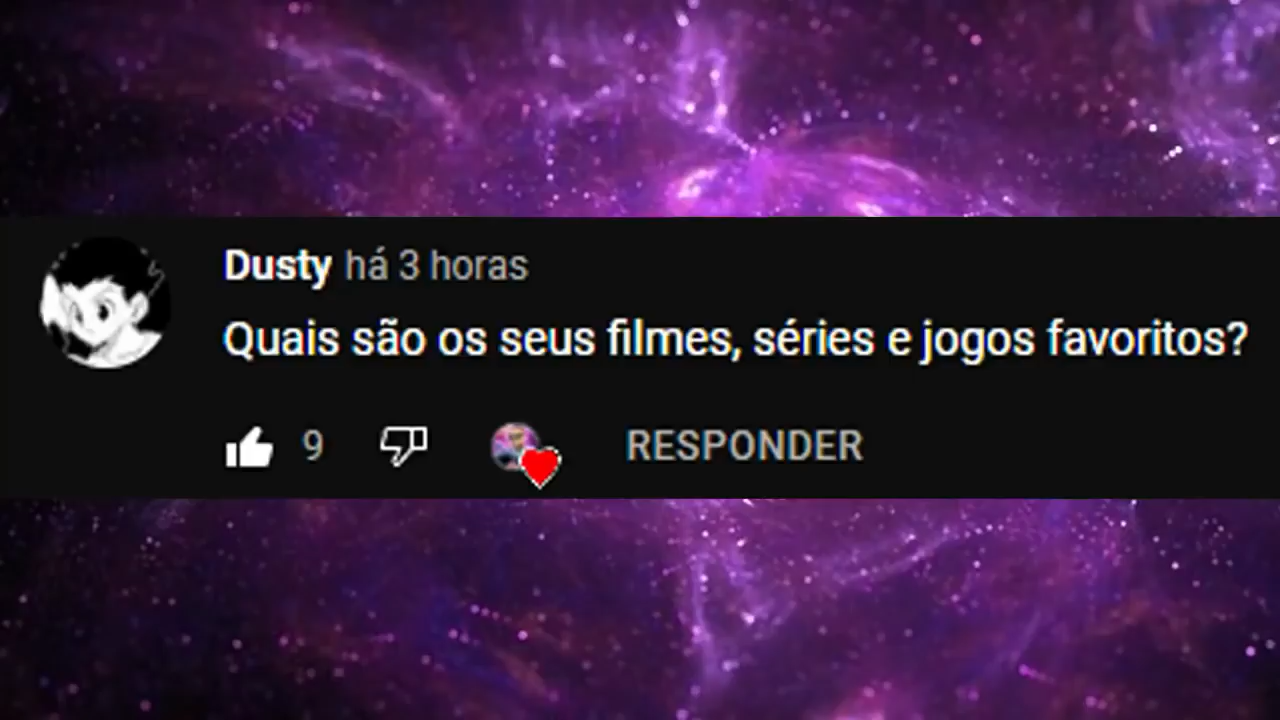 Dusty há 3 horas
Quais são os seus filmes, séries e jogos favoritos?
9 RESPONDER